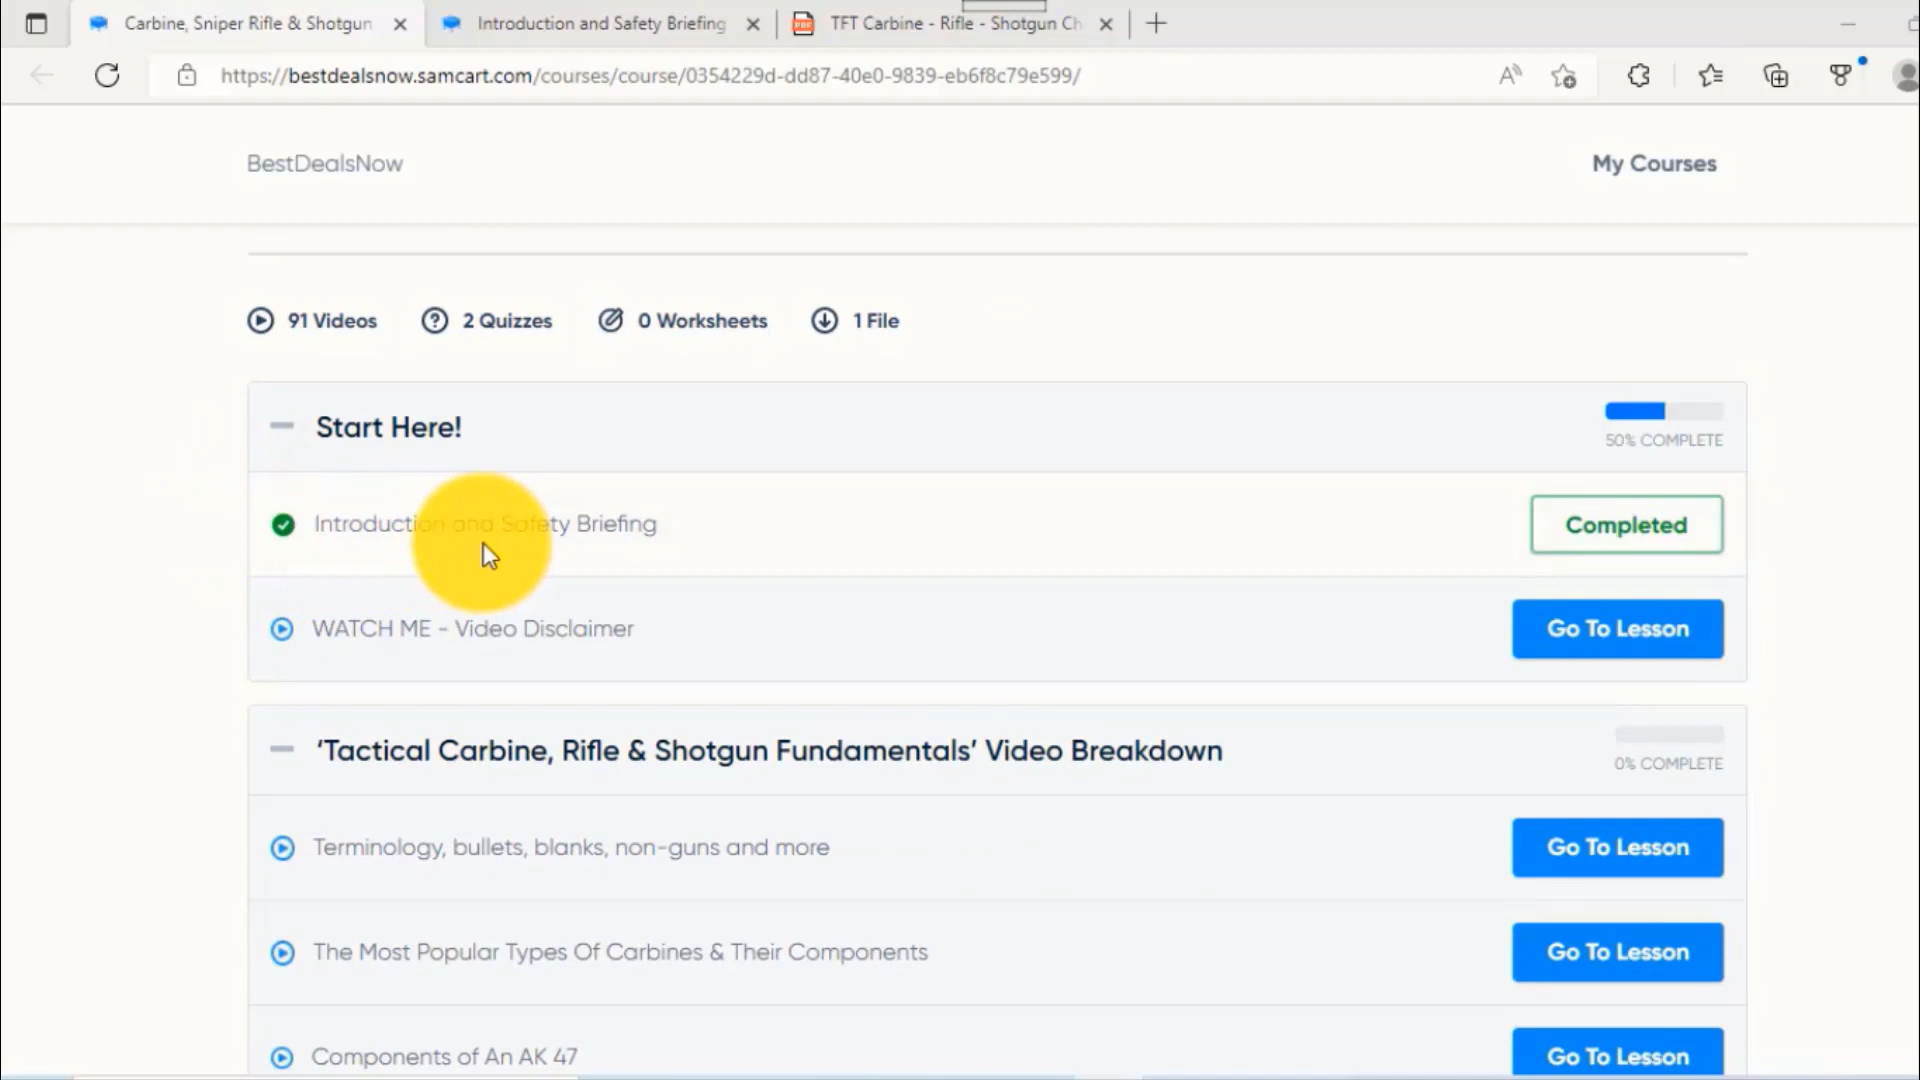 Carbine, Sniper Rifle & Shotgun
Introduction and Safety Briefing
TFT Carbine - Rifle - Shotgun Ch
https://bestdealsnow.samcart.com/courses/course/0354229d-dd87-40e0-9839-eb6f8c79e599/
BestDealsNow
My Courses
91 Videos
2 Quizzes
0 Worksheets
1 File
Start Here!
50% COMPLETE
Introduction and Safety Briefing
Completed
WATCH ME - Video Disclaimer
Go To Lesson
‘Tactical Carbine, Rifle & Shotgun Fundamentals’ Video Breakdown
0% COMPLETE
Terminology, bullets, blanks, non-guns and more
Go To Lesson
The Most Popular Types Of Carbines & Their Components
Go To Lesson
Components of An AK 47
Go To Lesson